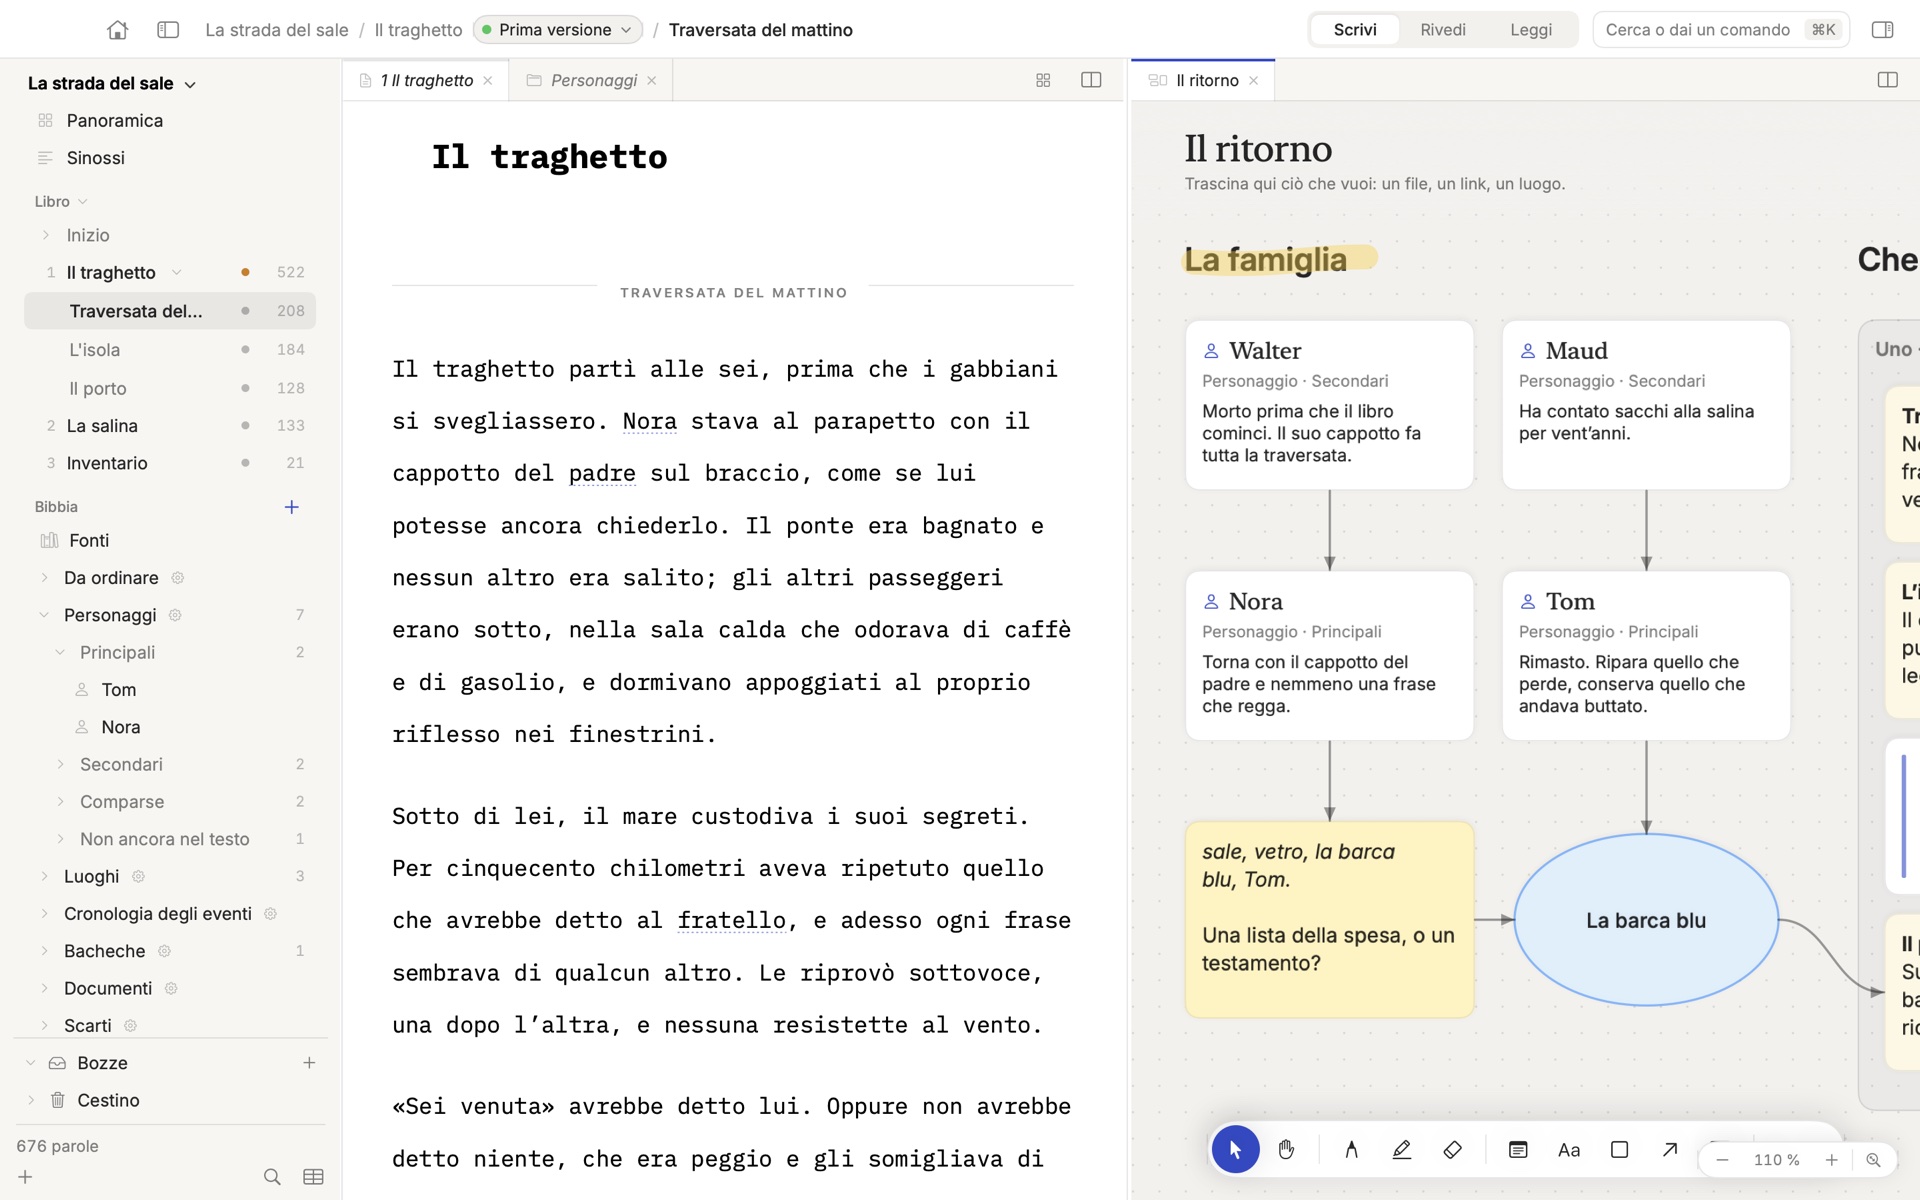 La strada del sale / Il traghetto Prima versione / Traversata del mattino
Scrivi Rivedi Leggi
Cerca o dai un comando ⌘K
La strada del sale
Panoramica
Sinossi
Libro
Inizio
1 Il traghetto 522
Traversata del... 208
L'isola 184
Il porto 128
2 La salina 133
3 Inventario 21
Bibbia
Fonti
Da ordinare
Personaggi 7
Principali 2
Tom
Nora
Secondari 2
Comparse 2
Non ancora nel testo 1
Luoghi 3
Cronologia degli eventi
Bacheche 1
Documenti
Scarti
Bozze
Cestino
676 parole
1 Il traghetto
Personaggi
Il traghetto
TRAVERSATA DEL MATTINO
Il traghetto partì alle sei, prima che i gabbiani
si svegliassero. Nora stava al parapetto con il
cappotto del padre sul braccio, come se lui
potesse ancora chiederlo. Il ponte era bagnato e
nessun altro era salito; gli altri passeggeri
erano sotto, nella sala calda che odorava di caffè
e di gasolio, e dormivano appoggiati al proprio
riflesso nei finestrini.
Sotto di lei, il mare custodiva i suoi segreti.
Per cinquecento chilometri aveva ripetuto quello
che avrebbe detto al fratello, e adesso ogni frase
sembrava di qualcun altro. Le riprovò sottovoce,
una dopo l’altra, e nessuna resistette al vento.
«Sei venuta» avrebbe detto lui. Oppure non avrebbe
detto niente, che era peggio e gli somigliava di
Il ritorno
Il ritorno
Trascina qui ciò che vuoi: un file, un link, un luogo.
La famiglia
Walter
Personaggio · Secondari
Morto prima che il libro
cominci. Il suo cappotto fa
tutta la traversata.
Maud
Personaggio · Secondari
Ha contato sacchi alla salina
per vent’anni.
Nora
Personaggio · Principali
Torna con il cappotto del
padre e nemmeno una frase
che regga.
Tom
Personaggio · Principali
Rimasto. Ripara quello che
perde, conserva quello che
andava buttato.
sale, vetro, la barca
blu, Tom.
Una lista della spesa, o un
testamento?
La barca blu
Che
Uno
Aa
110 %